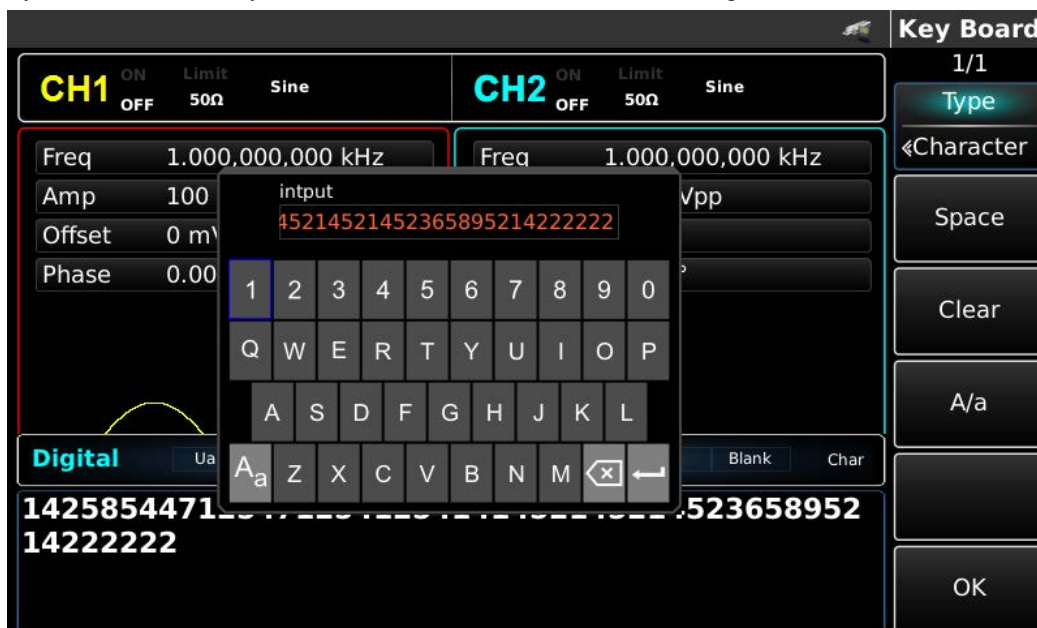 Key Board
1/1
CH1 ON OFF Limit 50Ω Sine
CH2 ON OFF Limit 50Ω Sine
Type
«Character
Freq 1.000,000,000 kHz
Freq 1.000,000,000 kHz
Amp 100
Vpp
Offset 0 m
Phase 0.00
°
intput
45214521452365895214222222
1 2 3 4 5 6 7 8 9 0
Q W E R T Y U I O P
A S D F G H J K L
Aa Z X C V B N M
Space
Clear
A/a
Digital Ua Blank Char
523658952
14222222
OK